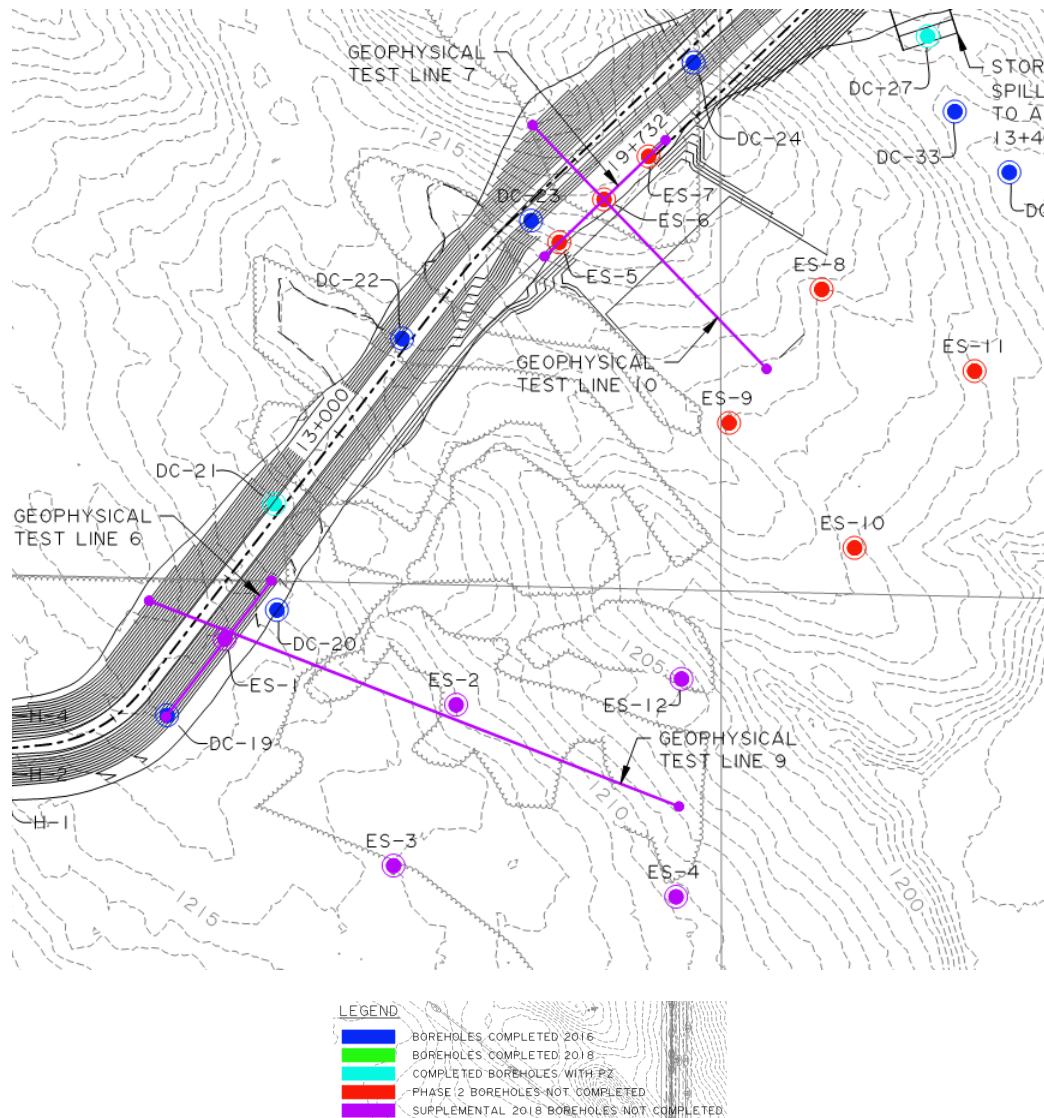 GEOPHYSICAL
TEST LINE 7
STOR
SPILL
TO A
13+4
DC-27
DC-24
DC-33
1215
19+732
ES-7
DC-23
ES-6
ES-5
ES-8
DC-22
GEOPHYSICAL
TEST LINE 10
ES-11
ES-9
13+000
DC-21
GEOPHYSICAL
TEST LINE 6
ES-10
DC-20
ES-1
1205
ES-2
ES-12
H-4
DC-19
GEOPHYSICAL
TEST LINE 9
H-2
1210
H-1
ES-3
ES-4
1215
1200
LEGEND
BOREHOLES COMPLETED 2016
BOREHOLES COMPLETED 2018
COMPLETED BOREHOLES WITH PZ
PHASE 2 BOREHOLES NOT COMPLETED
SUPPLEMENTAL 2018 BOREHOLES NOT COMPLETED